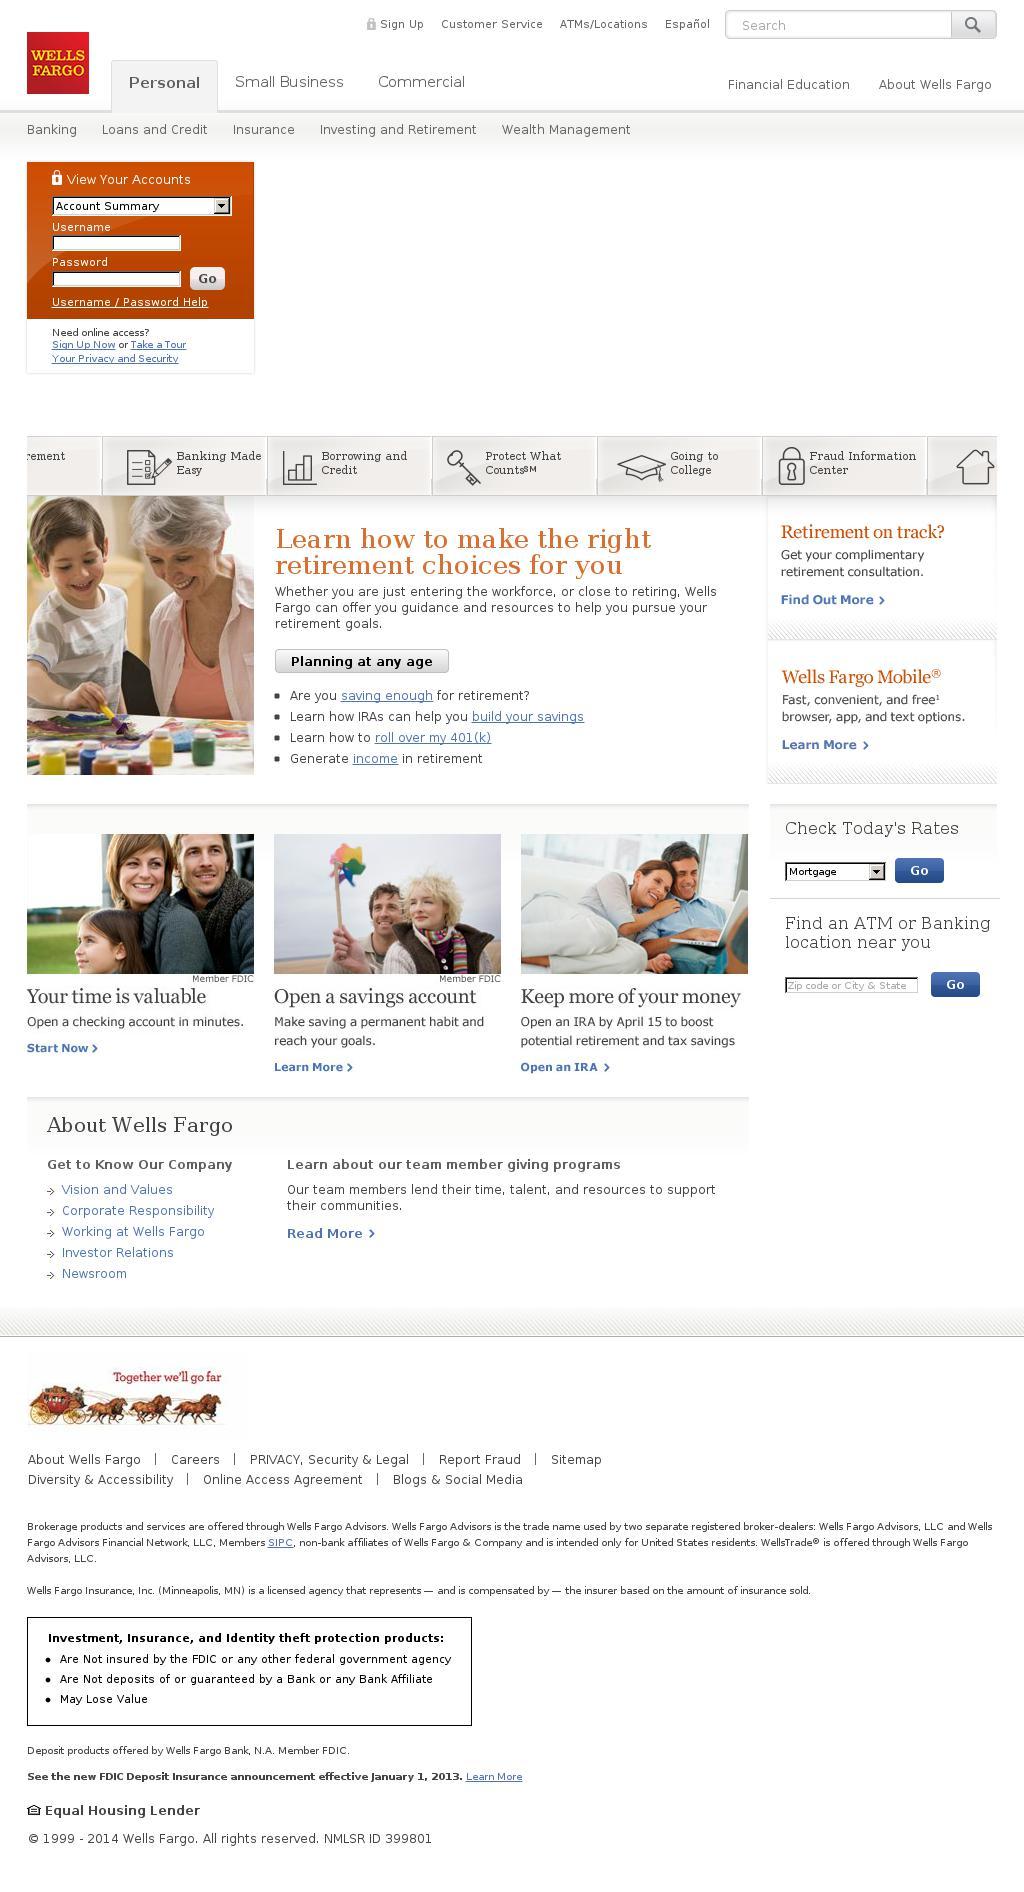 Sign Up Customer Service ATMs/Locations Español Search
WELLS
FARGO
Personal Small Business Commercial Financial Education About Wells Fargo
Banking Loans and Credit Insurance Investing and Retirement Wealth Management
View Your Accounts
Account Summary
Username
Password
Go
Username / Password Help
Need online access?
Sign Up Now or Take a Tour
Your Privacy and Security
rement
Banking Made
Easy
Borrowing and
Credit
Protect What
Counts℠
Going to
College
Fraud Information
Center
Learn how to make the right
retirement choices for you
Whether you are just entering the workforce, or close to retiring, Wells
Fargo can offer you guidance and resources to help you pursue your
retirement goals.
Planning at any age
Are you saving enough for retirement?
Learn how IRAs can help you build your savings
Learn how to roll over my 401(k)
Generate income in retirement
Retirement on track?
Get your complimentary
retirement consultation.
Find Out More
Wells Fargo Mobile®
Fast, convenient, and free¹
browser, app, and text options.
Learn More
Member FDIC
Your time is valuable
Open a checking account in minutes.
Start Now
Member FDIC
Open a savings account
Make saving a permanent habit and
reach your goals.
Learn More
Keep more of your money
Open an IRA by April 15 to boost
potential retirement and tax savings
Open an IRA
Check Today's Rates
Mortgage Go
Find an ATM or Banking
location near you
Zip code or City & State Go
About Wells Fargo
Get to Know Our Company
Vision and Values
Corporate Responsibility
Working at Wells Fargo
Investor Relations
Newsroom
Learn about our team member giving programs
Our team members lend their time, talent, and resources to support
their communities.
Read More
Together we'll go far
About Wells Fargo | Careers | PRIVACY, Security & Legal | Report Fraud | Sitemap
Diversity & Accessibility | Online Access Agreement | Blogs & Social Media
Brokerage products and services are offered through Wells Fargo Advisors. Wells Fargo Advisors is the trade name used by two separate registered broker-dealers: Wells Fargo Advisors, LLC and Wells
Fargo Advisors Financial Network, LLC, Members SIPC, non-bank affiliates of Wells Fargo & Company and is intended only for United States residents. WellsTrade® is offered through Wells Fargo
Advisors, LLC.
Wells Fargo Insurance, Inc. (Minneapolis, MN) is a licensed agency that represents — and is compensated by — the insurer based on the amount of insurance sold.
Investment, Insurance, and Identity theft protection products:
Are Not insured by the FDIC or any other federal government agency
Are Not deposits of or guaranteed by a Bank or any Bank Affiliate
May Lose Value
Deposit products offered by Wells Fargo Bank, N.A. Member FDIC.
See the new FDIC Deposit Insurance announcement effective January 1, 2013. Learn More
Equal Housing Lender
© 1999 - 2014 Wells Fargo. All rights reserved. NMLSR ID 399801